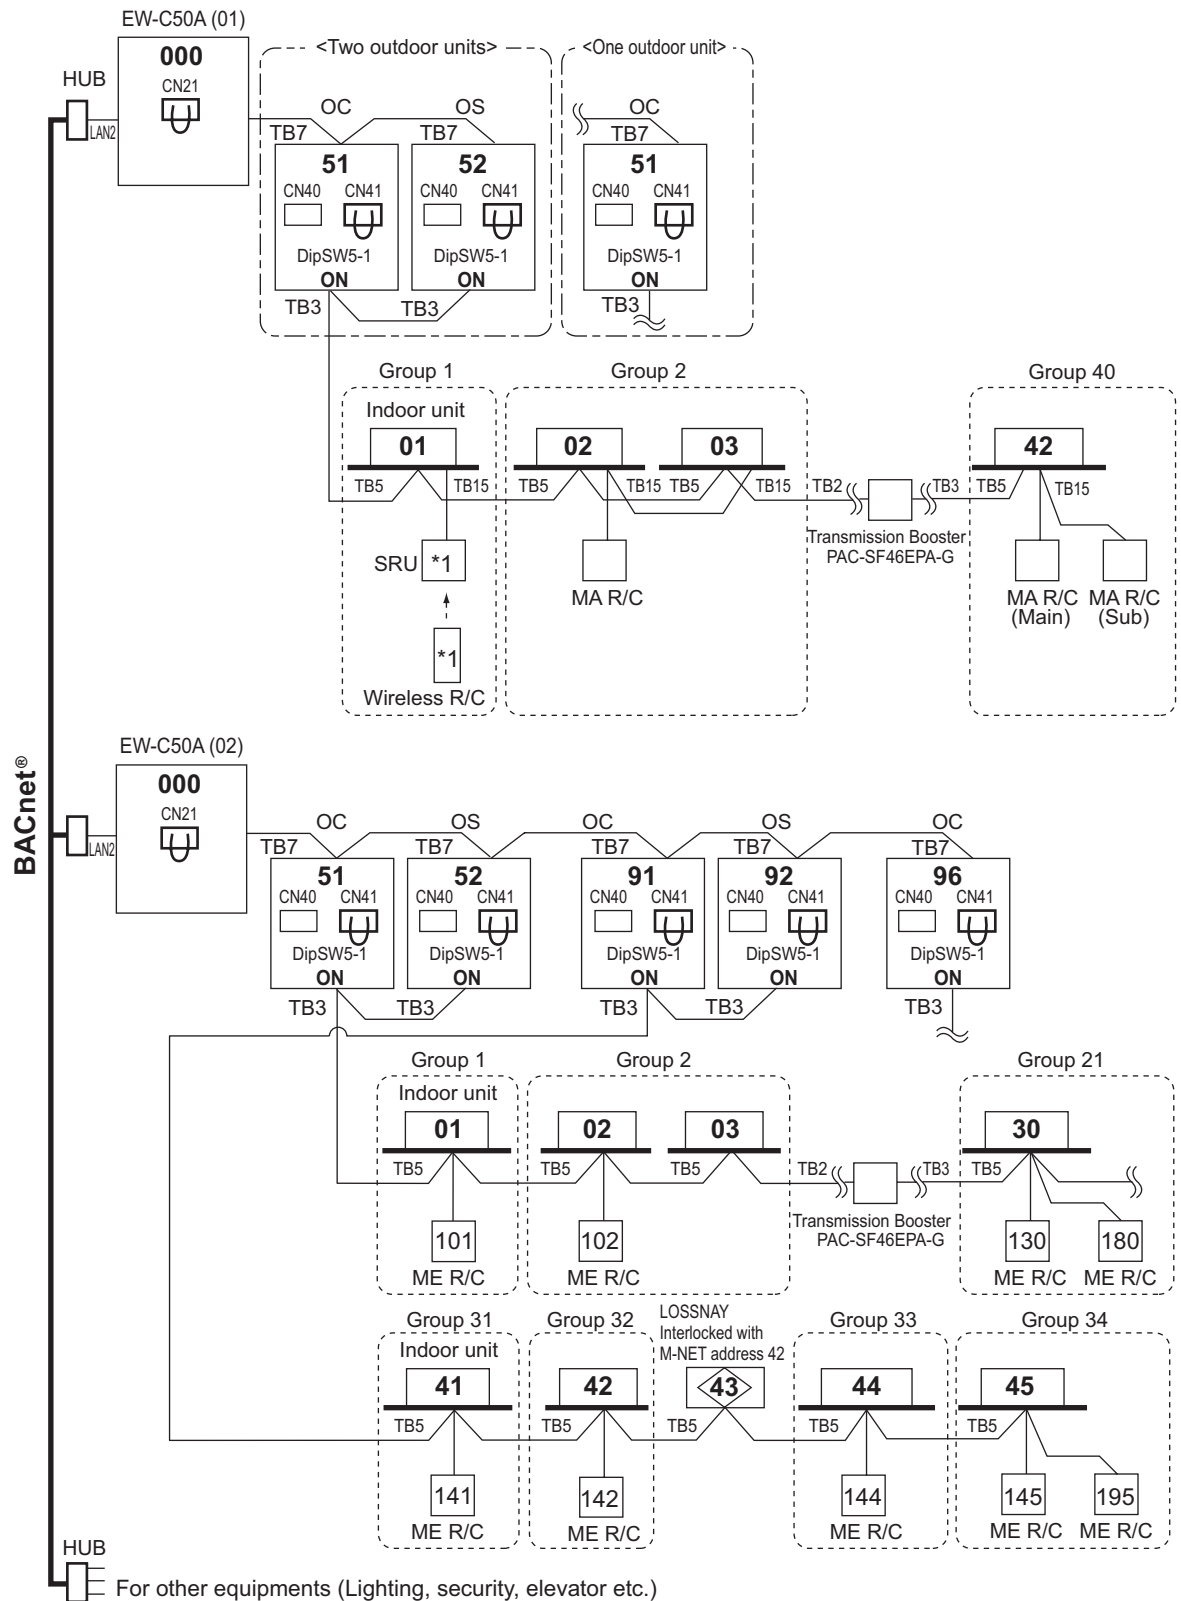 EW-C50A (01)
000
CN21
HUB
LAN2
<Two outdoor units>
<One outdoor unit>
OC OS OC
TB7 TB7 TB7
51 52 51
CN40 CN41 CN40 CN41 CN40 CN41
DipSW5-1 DipSW5-1 DipSW5-1
ON ON ON
TB3 TB3 TB3
Group 1 Group 2 Group 40
Indoor unit
01 02 03 42
TB5 TB15 TB5 TB15 TB5 TB15 TB2 TB3 TB5 TB15
Transmission Booster
PAC-SF46EPA-G
SRU *1
*1
Wireless R/C
MA R/C
MA R/C
(Main)
MA R/C
(Sub)
BACnet®
EW-C50A (02)
000
CN21
LAN2
OC OS OC OS OC
TB7 TB7 TB7 TB7 TB7
51 52 91 92 96
CN40 CN41 CN40 CN41 CN40 CN41 CN40 CN41 CN40 CN41
DipSW5-1 DipSW5-1 DipSW5-1 DipSW5-1 DipSW5-1
ON ON ON ON ON
TB3 TB3 TB3 TB3 TB3
Group 1 Group 2 Group 21
Indoor unit
01 02 03 30
TB5 TB5 TB5 TB2 TB3 TB5
Transmission Booster
PAC-SF46EPA-G
101 102 130 180
ME R/C ME R/C ME R/C ME R/C
Group 31 Group 32
LOSSNAY
Interlocked with
M-NET address 42
Group 33 Group 34
Indoor unit
41 42 43 44 45
TB5 TB5 TB5 TB5 TB5
141 142 144 145 195
ME R/C ME R/C ME R/C ME R/C ME R/C
HUB
For other equipments (Lighting, security, elevator etc.)